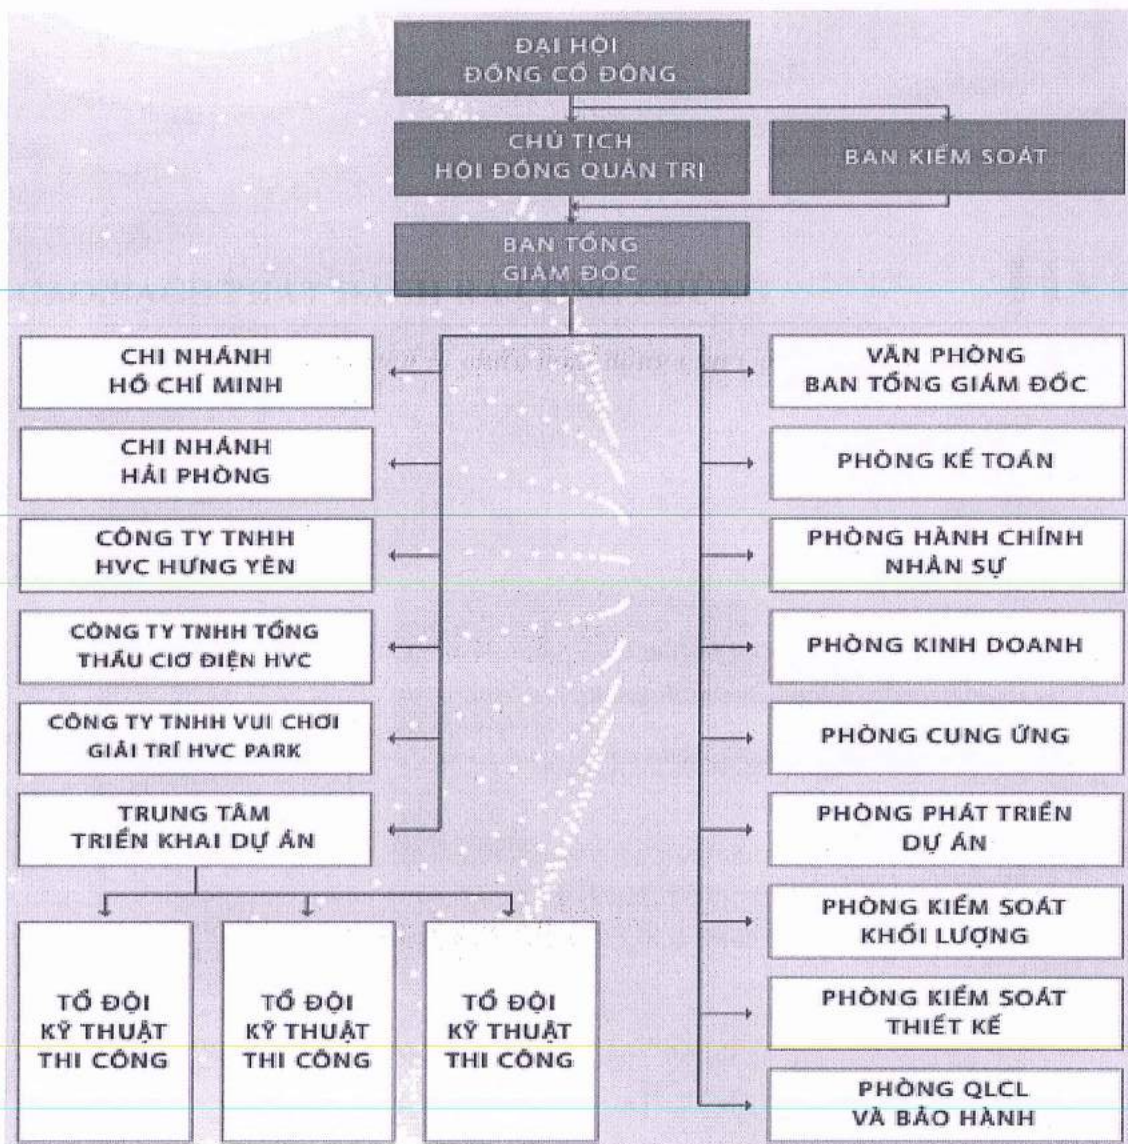 ĐẠI HỘI
ĐỒNG CỔ ĐÔNG
CHỦ TỊCH
HỘI ĐỒNG QUẢN TRỊ
BAN KIỂM SOÁT
BAN TỔNG
GIÁM ĐỐC
CHI NHÁNH
HỒ CHÍ MINH
CHI NHÁNH
HẢI PHÒNG
CÔNG TY TNHH
HVC HƯNG YÊN
CÔNG TY TNHH TỔNG
THẦU CIƠ ĐIỆN HVC
CÔNG TY TNHH VUI CHƠI
GIẢI TRÍ HVC PARK
TRUNG TÂM
TRIỂN KHAI DỰ ÁN
TỔ ĐỘI
KỸ THUẬT
THI CÔNG
TỔ ĐỘI
KỸ THUẬT
THI CÔNG
TỔ ĐỘI
KỸ THUẬT
THI CÔNG
VĂN PHÒNG
BAN TỔNG GIÁM ĐỐC
PHÒNG KẾ TOÁN
PHÒNG HÀNH CHÍNH
NHÂN SỰ
PHÒNG KINH DOANH
PHÒNG CUNG ỨNG
PHÒNG PHÁT TRIỂN
DỰ ÁN
PHÒNG KIỂM SOÁT
KHỐI LƯỢNG
PHÒNG KIỂM SOÁT
THIẾT KẾ
PHÒNG QLCL
VÀ BẢO HÀNH